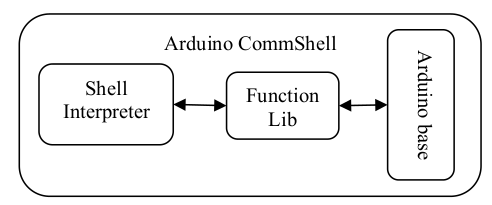 Arduino CommShell
Shell
Interpreter
Function
Lib
Arduino base